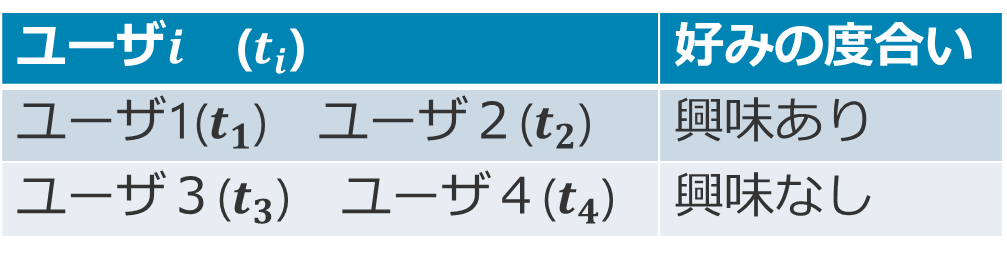 ユーザi (ti) 好みの度合い
ユーザ1(t1) ユーザ２(t2) 興味あり
ユーザ３(t3) ユーザ４(t4) 興味なし